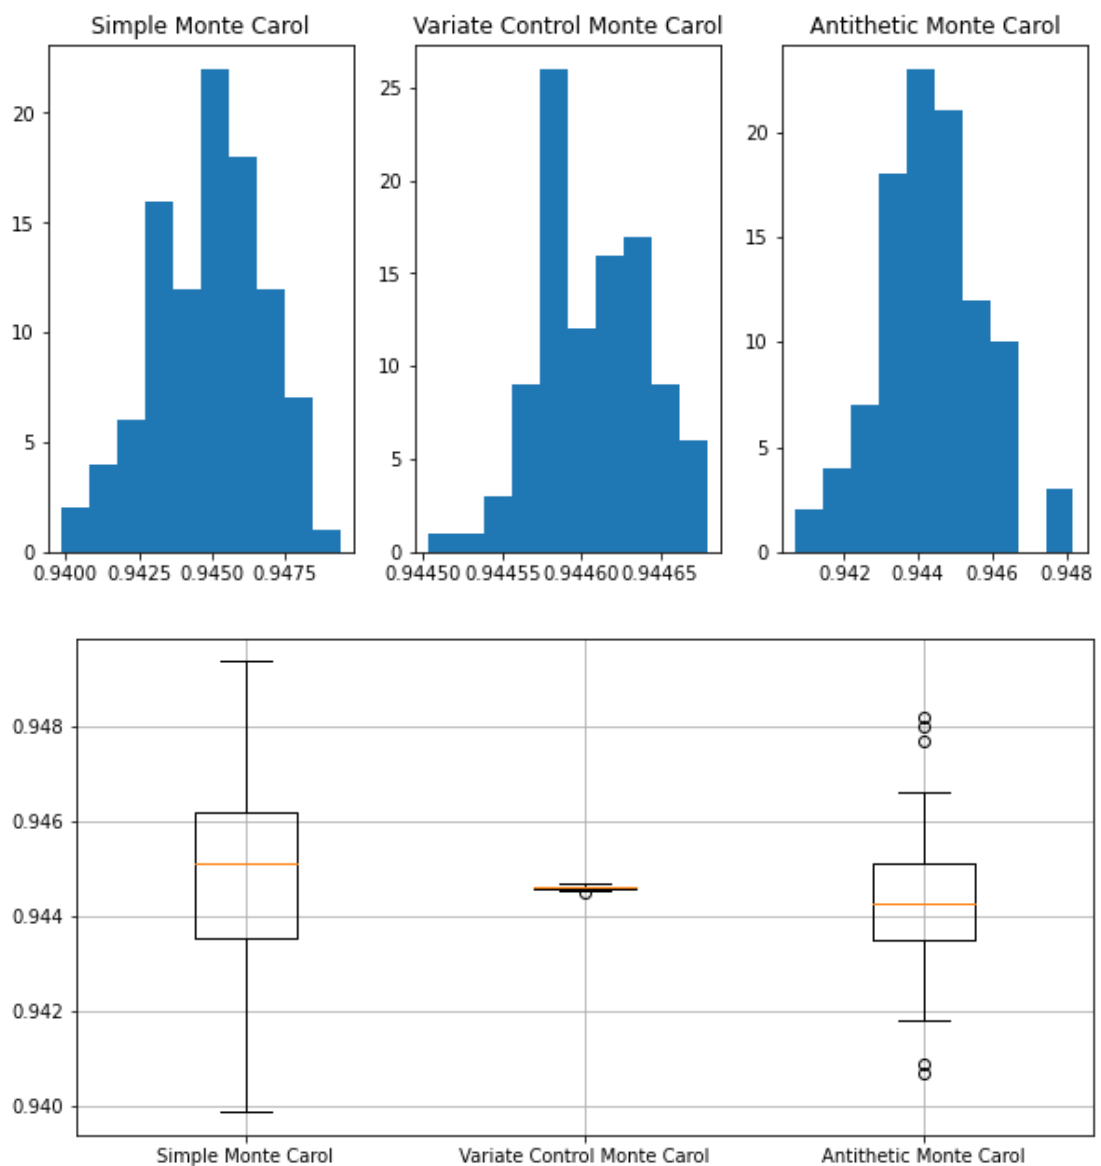 Simple Monte Carol
Variate Control Monte Carol
Antithetic Monte Carol
20
15
10
5
0
0.9400 0.9425 0.9450 0.9475
25
20
15
10
5
0
0.94450 0.94455 0.94460 0.94465
20
15
10
5
0
0.942 0.944 0.946 0.948
0.948
0.946
0.944
0.942
0.940
Simple Monte Carol
Variate Control Monte Carol
Antithetic Monte Carol